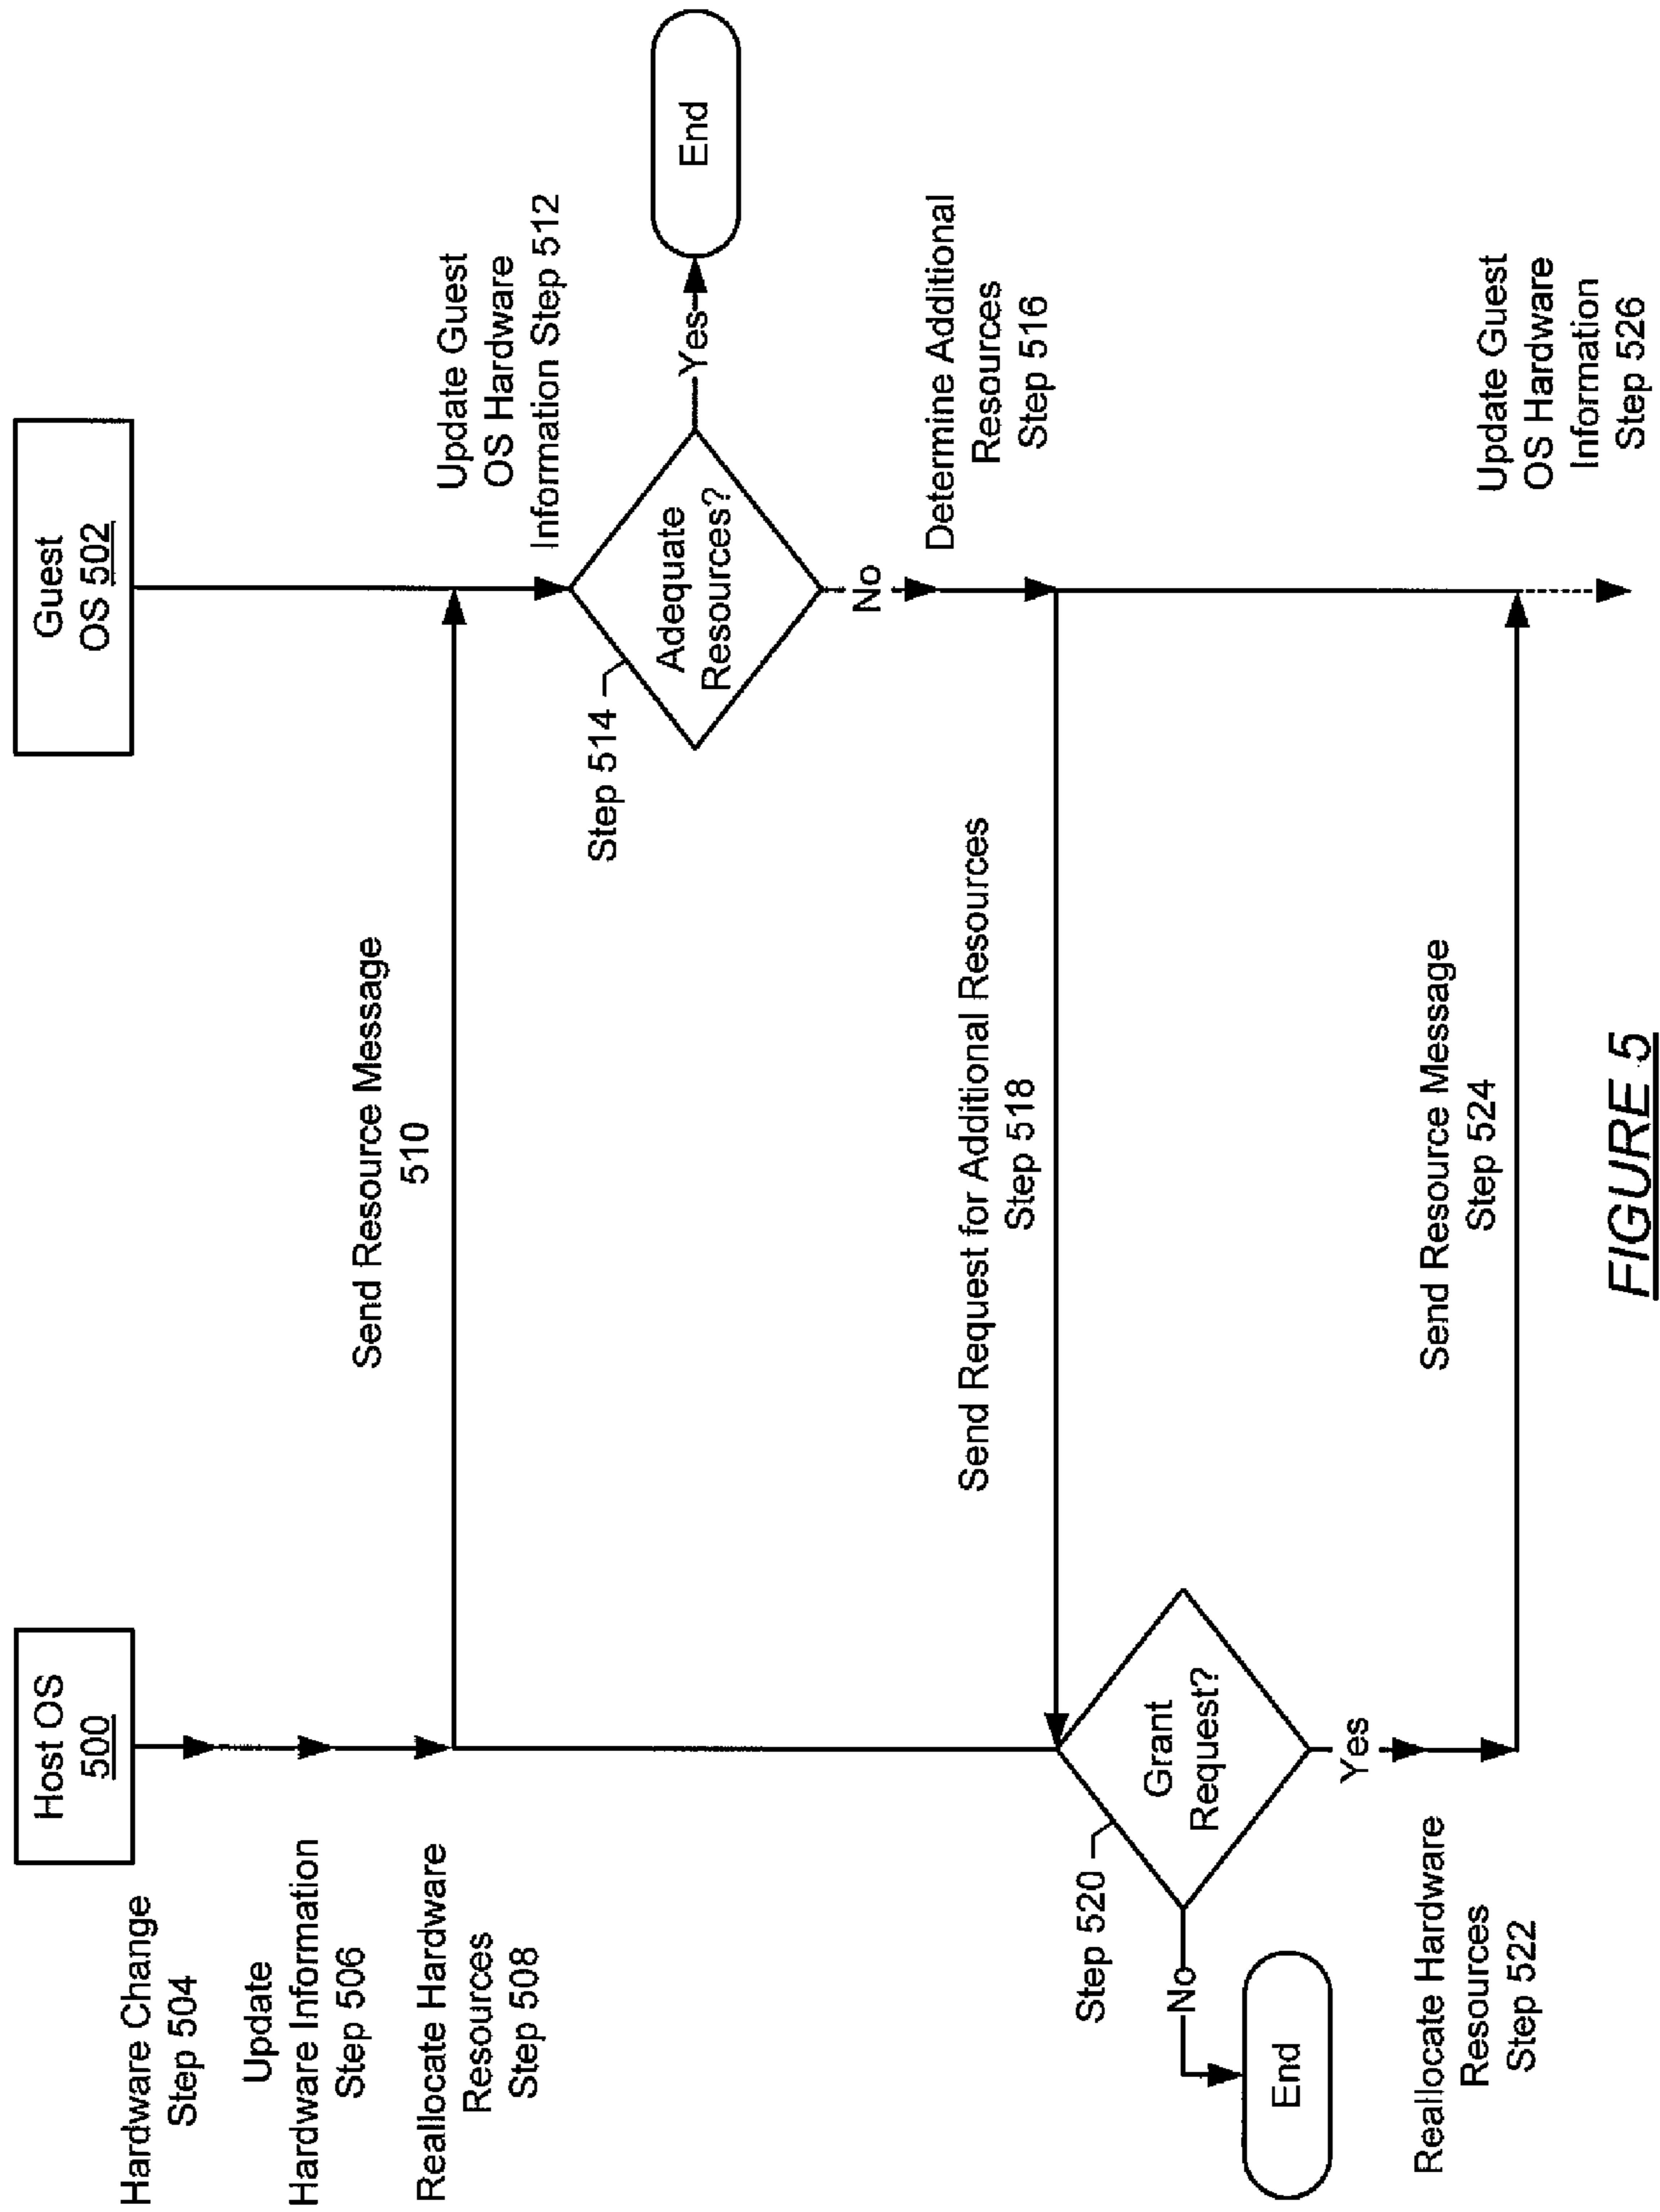 Host OS
500
Guest
OS 502
Hardware Change
Step 504
Update
Hardware Information
Step 506
Reallocate Hardware
Resources
Step 508
Send Resource Message
510
Update Guest
OS Hardware
Information Step 512
Step 514
Adequate
Resources?
Yes
End
No
Determine Additional
Resources
Step 516
Send Request for Additional Resources
Step 518
Step 520
Grant
Request?
No
End
Yes
Reallocate Hardware
Resources
Step 522
Send Resource Message
Step 524
Update Guest
OS Hardware
Information
Step 526
FIGURE 5